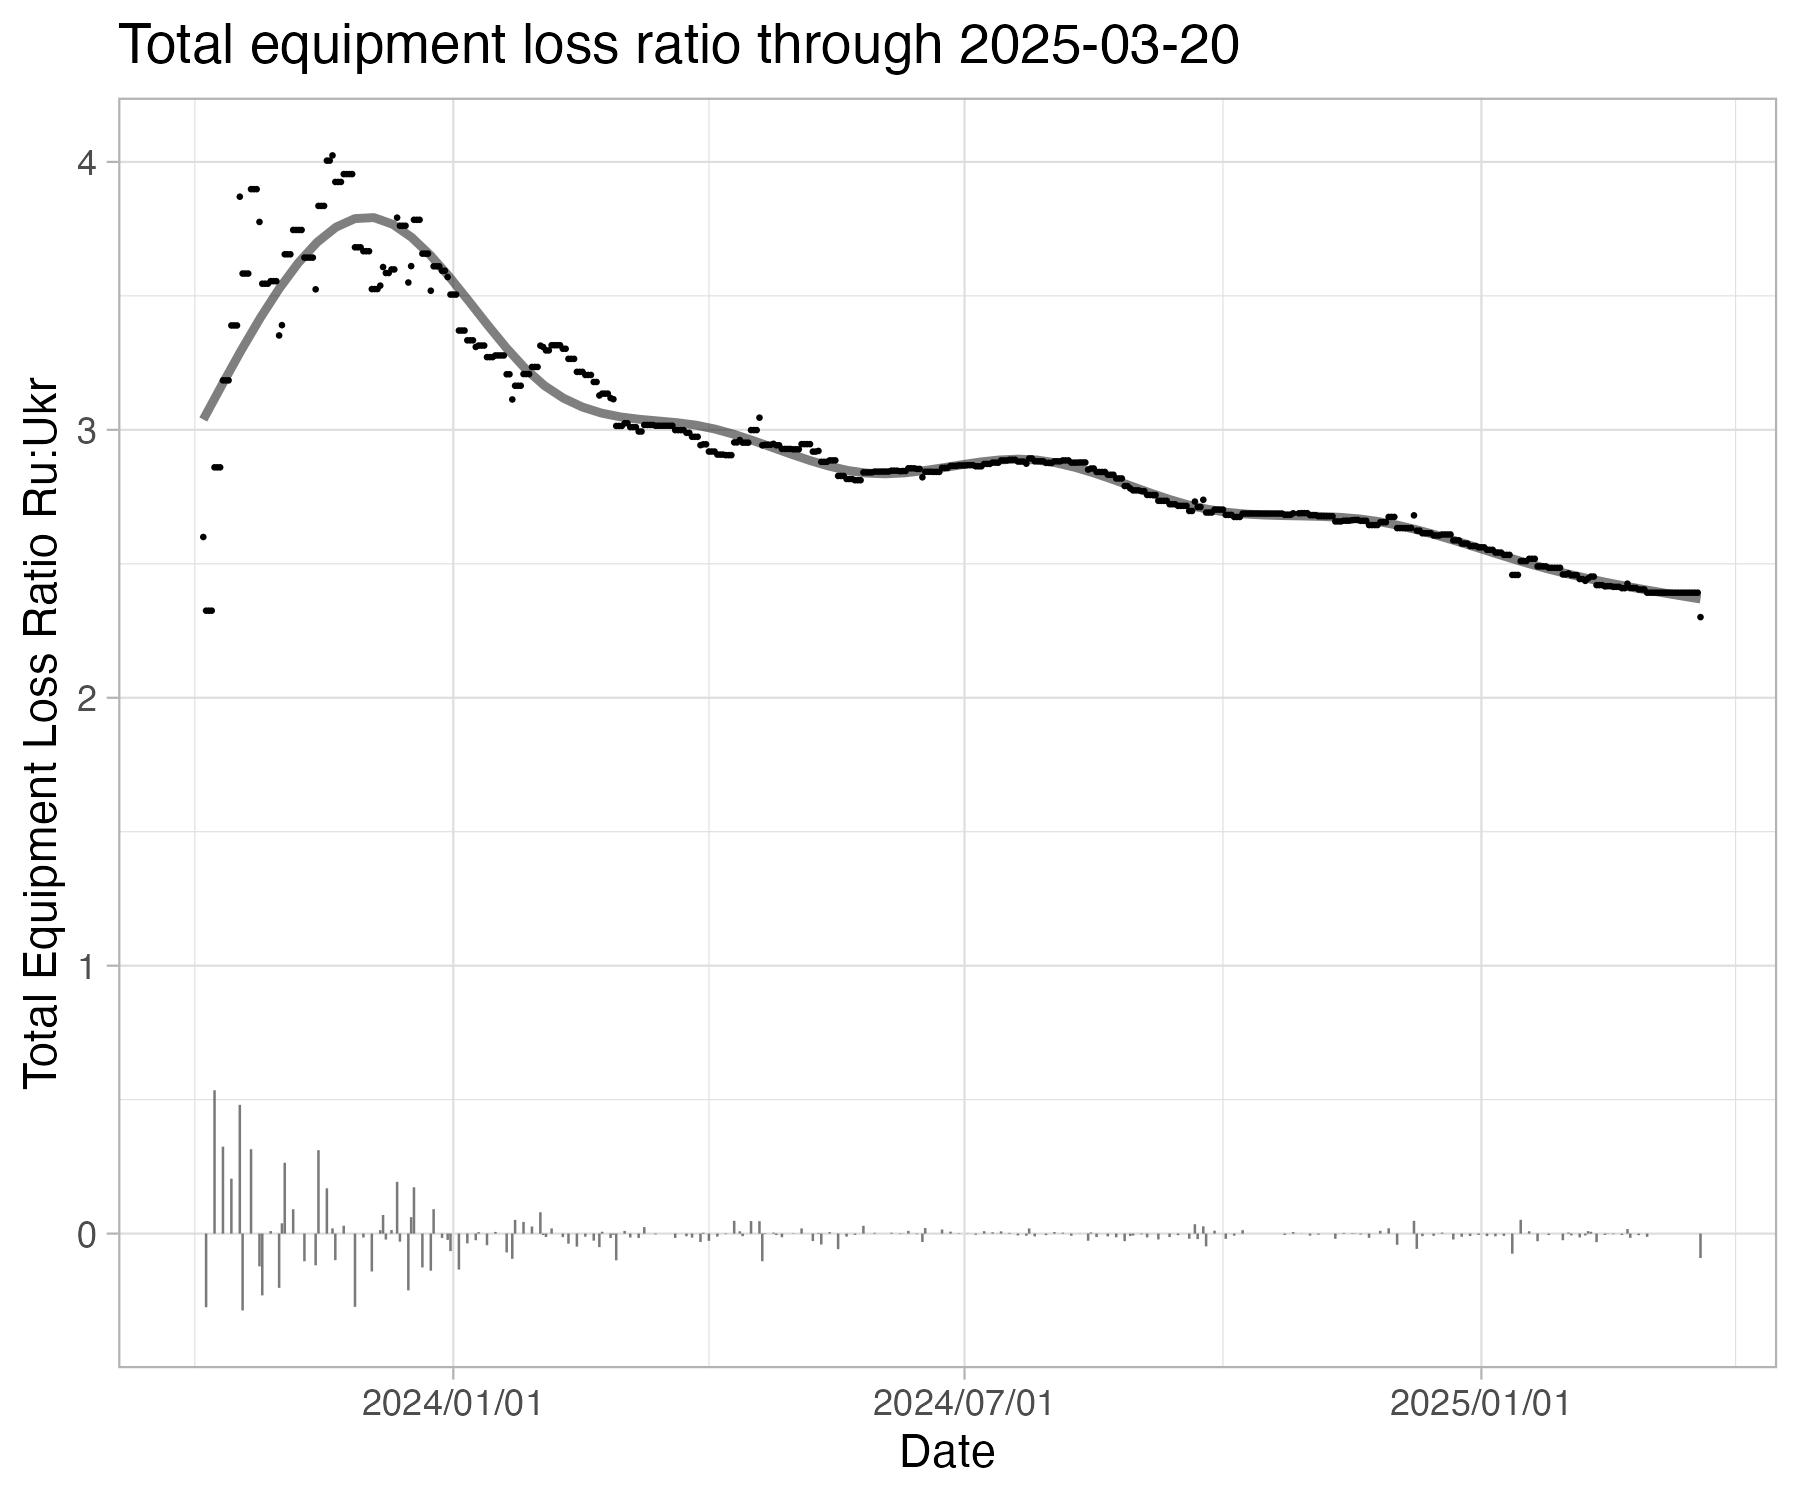 Total equipment loss ratio through 2025-03-20
Total Equipment Loss Ratio Ru:Ukr
4
3
2
1
0
2024/01/01
2024/07/01
2025/01/01
Date